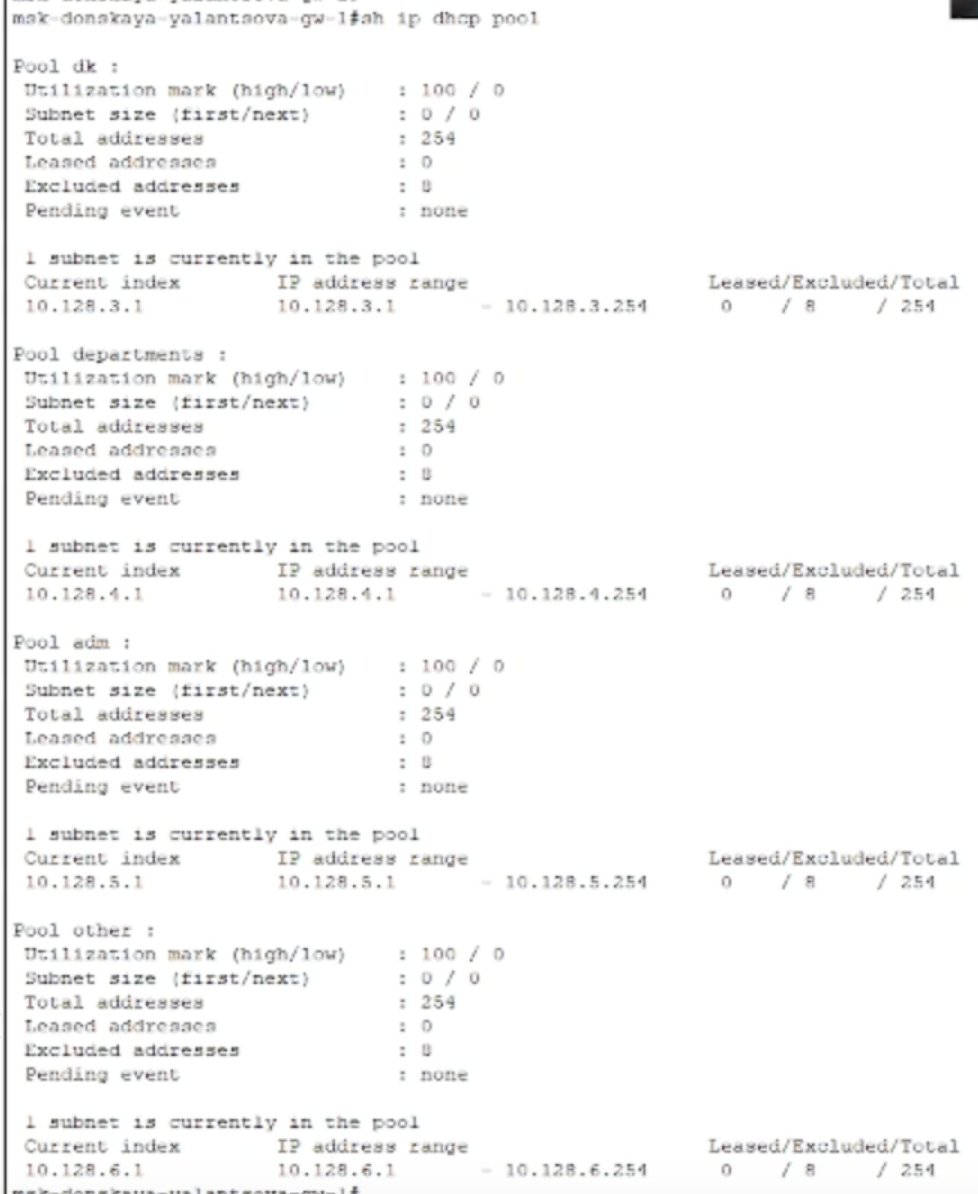 msk-donskaya-yalantsova-gw-1#sh ip dhcp pool
Pool dk :
Utilization mark (high/low) : 100 / 0
Subnet size (first/next) : 0 / 0
Total addresses : 254
Leased addresses : 0
Excluded addresses : 8
Pending event : none
1 subnet is currently in the pool
Current index IP address range Leased/Excluded/Total
10.128.3.1 10.128.3.1 - 10.128.3.254 0 / 8 / 254
Pool departments :
Utilization mark (high/low) : 100 / 0
Subnet size (first/next) : 0 / 0
Total addresses : 254
Leased addresses : 0
Excluded addresses : 8
Pending event : none
1 subnet is currently in the pool
Current index IP address range Leased/Excluded/Total
10.128.4.1 10.128.4.1 - 10.128.4.254 0 / 8 / 254
Pool adm :
Utilization mark (high/low) : 100 / 0
Subnet size (first/next) : 0 / 0
Total addresses : 254
Leased addresses : 0
Excluded addresses : 8
Pending event : none
1 subnet is currently in the pool
Current index IP address range Leased/Excluded/Total
10.128.5.1 10.128.5.1 - 10.128.5.254 0 / 8 / 254
Pool other :
Utilization mark (high/low) : 100 / 0
Subnet size (first/next) : 0 / 0
Total addresses : 254
Leased addresses : 0
Excluded addresses : 8
Pending event : none
1 subnet is currently in the pool
Current index IP address range Leased/Excluded/Total
10.128.6.1 10.128.6.1 - 10.128.6.254 0 / 8 / 254
msk-donskaya-yalantsova-gw-1#